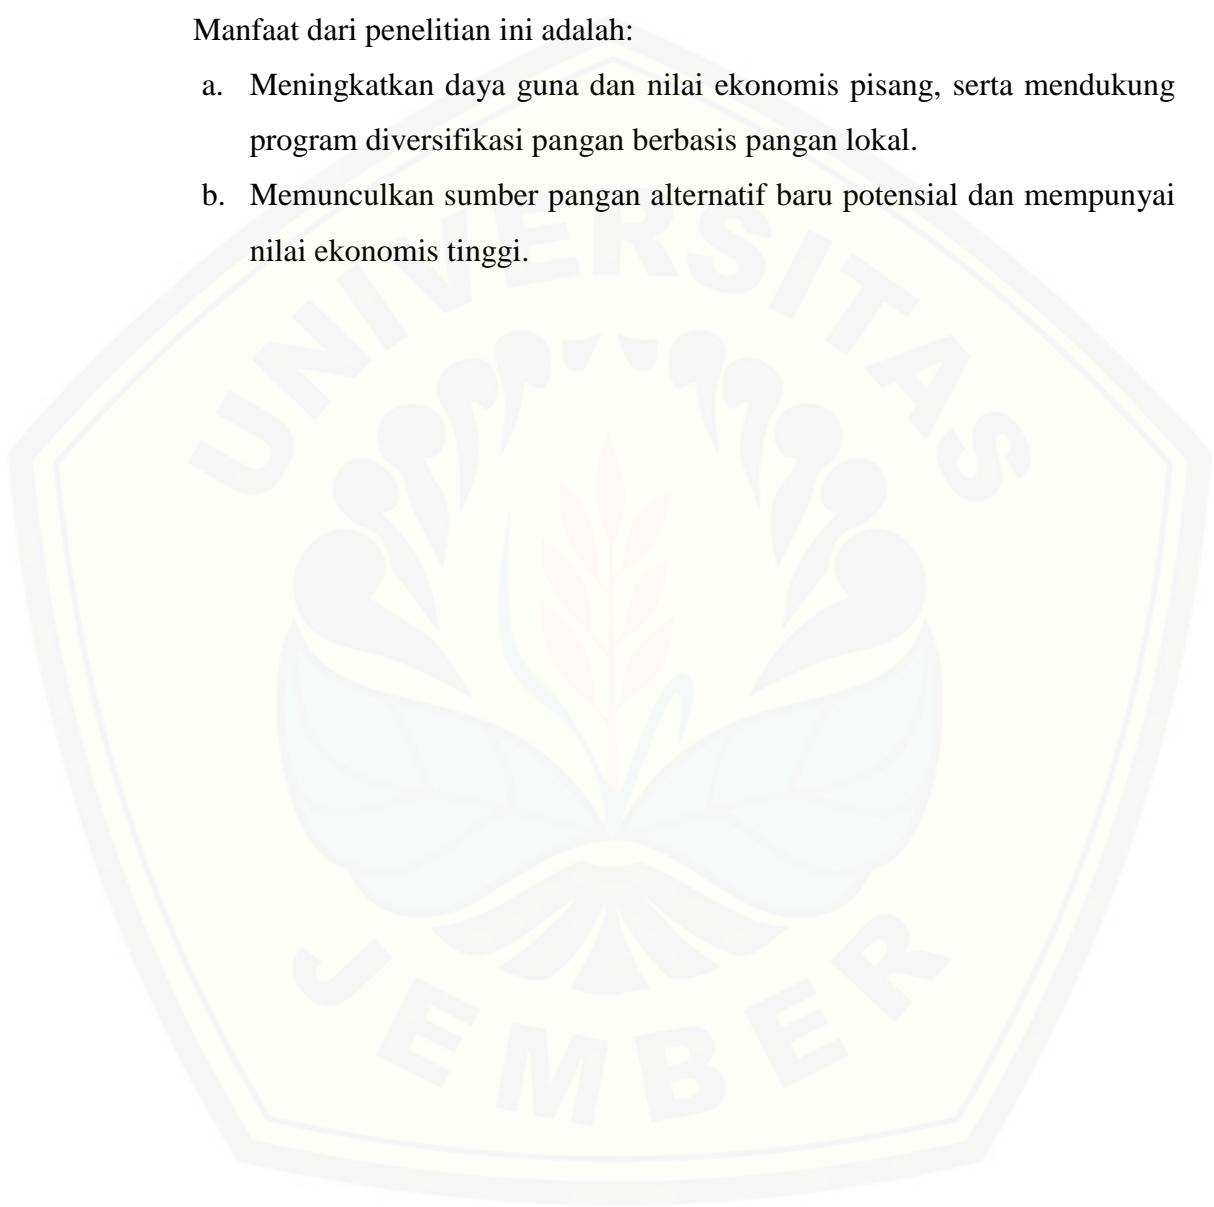 Manfaat dari penelitian ini adalah:
a. Meningkatkan daya guna dan nilai ekonomis pisang, serta mendukung
program diversifikasi pangan berbasis pangan lokal.
b. Memunculkan sumber pangan alternatif baru potensial dan mempunyai
nilai ekonomis tinggi.
UNIVERSITAS
JEMBER